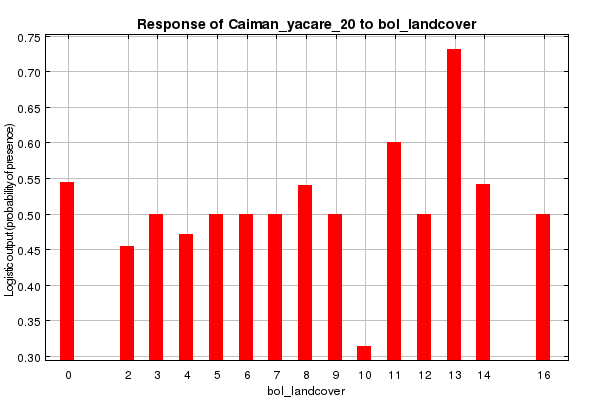 Response of Caiman_yacare_20 to bol_landcover
Logistic output (probability of presence)
0.75
0.70
0.65
0.60
0.55
0.50
0.45
0.40
0.35
0.30
0 2 3 4 5 6 7 8 9 10 11 12 13 14 16
bol_landcover